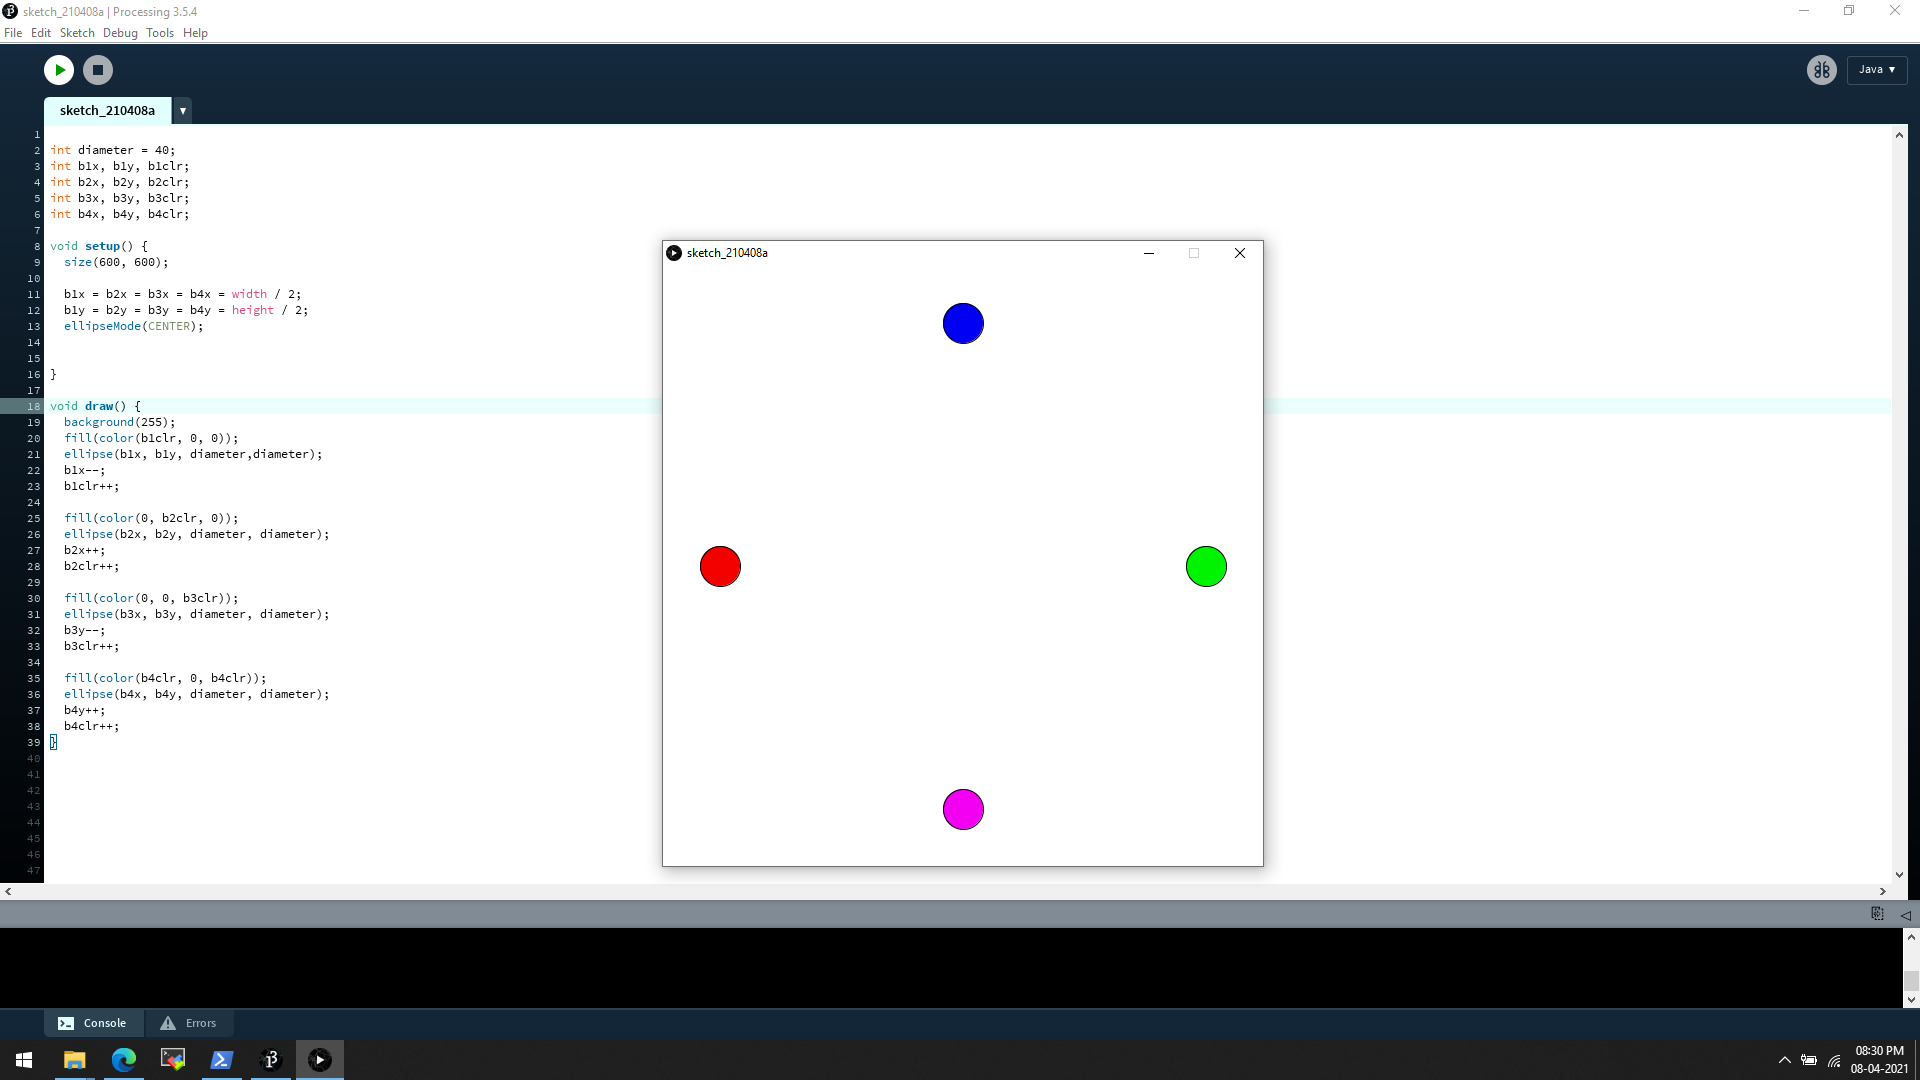 sketch_210408a | Processing 3.5.4
File Edit Sketch Debug Tools Help
Java ▾
sketch_210408a ▾
1
2 int diameter = 40;
3 int b1x, b1y, b1clr;
4 int b2x, b2y, b2clr;
5 int b3x, b3y, b3clr;
6 int b4x, b4y, b4clr;
7
8 void setup() {
9 size(600, 600);
10
11 b1x = b2x = b3x = b4x = width / 2;
12 b1y = b2y = b3y = b4y = height / 2;
13 ellipseMode(CENTER);
14
15
16 }
17
18 void draw() {
19 background(255);
20 fill(color(b1clr, 0, 0));
21 ellipse(b1x, b1y, diameter,diameter);
22 b1x--;
23 b1clr++;
24
25 fill(color(0, b2clr, 0));
26 ellipse(b2x, b2y, diameter, diameter);
27 b2x++;
28 b2clr++;
29
30 fill(color(0, 0, b3clr));
31 ellipse(b3x, b3y, diameter, diameter);
32 b3y--;
33 b3clr++;
34
35 fill(color(b4clr, 0, b4clr));
36 ellipse(b4x, b4y, diameter, diameter);
37 b4y++;
38 b4clr++;
39 }
40
41
42
43
44
45
46
47
sketch_210408a
Console Errors
08:30 PM
08-04-2021